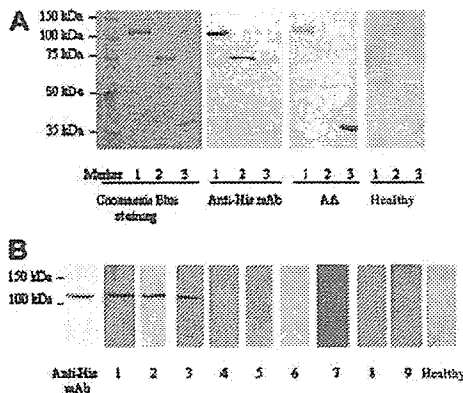 A
150 kDa
100 kDa
75 kDa
50 kDa
35 kDa
Marker 1 2 3 1 2 3 1 2 3 1 2 3
Coomassie Blue staining Anti-His mAb AA Healthy
B
150 kDa
100 kDa
Anti-His mAb 1 2 3 4 5 6 7 8 9 Healthy